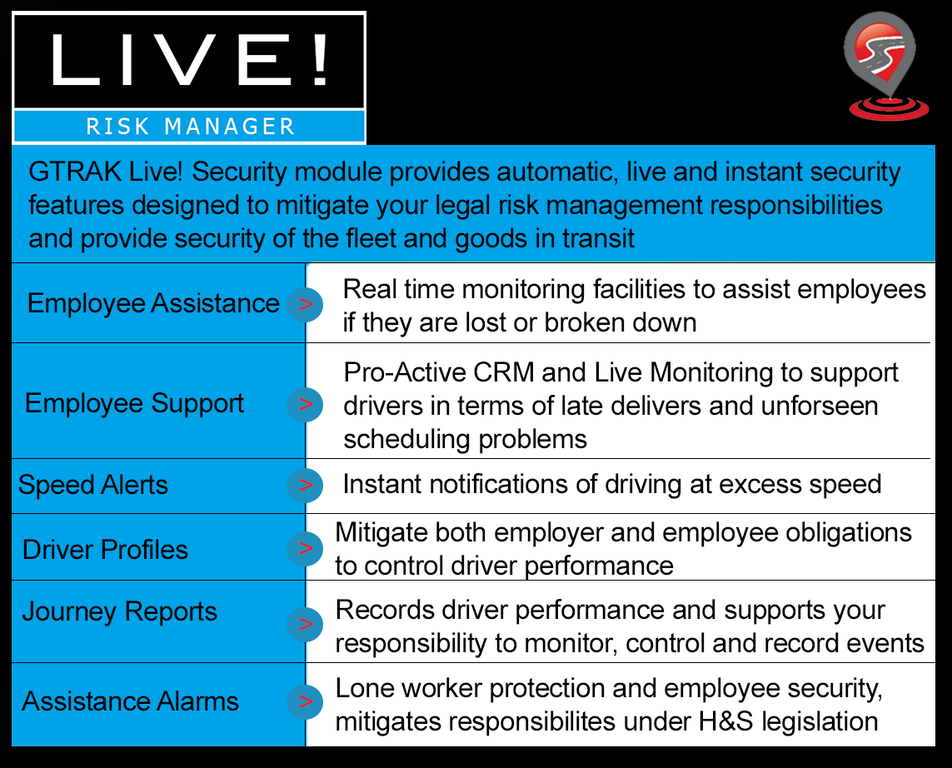 LIVE!
RISK MANAGER
GTRAK Live! Security module provides automatic, live and instant security
features designed to mitigate your legal risk management responsibilities
and provide security of the fleet and goods in transit
Employee Assistance
>
Real time monitoring facilities to assist employees
if they are lost or broken down
Employee Support
>
Pro-Active CRM and Live Monitoring to support
drivers in terms of late delivers and unforseen
scheduling problems
Speed Alerts
>
Instant notifications of driving at excess speed
Driver Profiles
>
Mitigate both employer and employee obligations
to control driver performance
Journey Reports
>
Records driver performance and supports your
responsibility to monitor, control and record events
Assistance Alarms
>
Lone worker protection and employee security,
mitigates responsibilites under H&S legislation